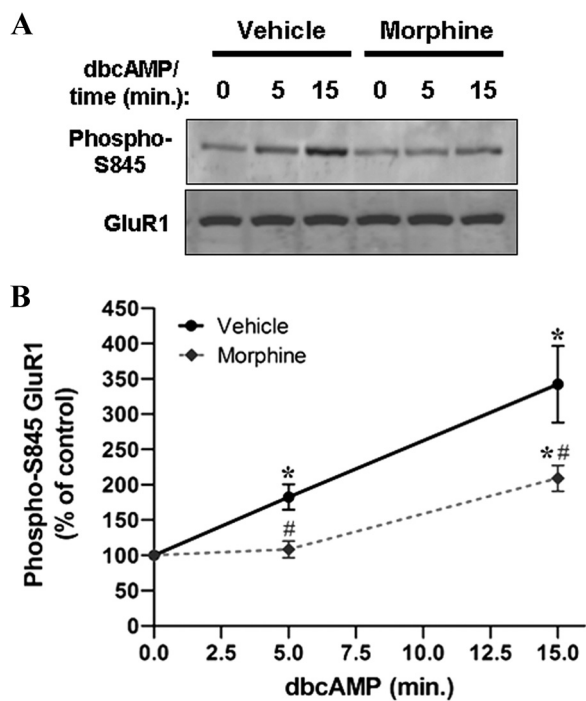 A
Vehicle Morphine
dbcAMP/
time (min.): 0 5 15 0 5 15
Phospho-
S845
GluR1
B
Vehicle
Morphine
Phospho-S845 GluR1
(% of control)
450
400
350
300
250
200
150
100
50
0
*
*
*#
#
0.0 2.5 5.0 7.5 10.0 12.5 15.0
dbcAMP (min.)